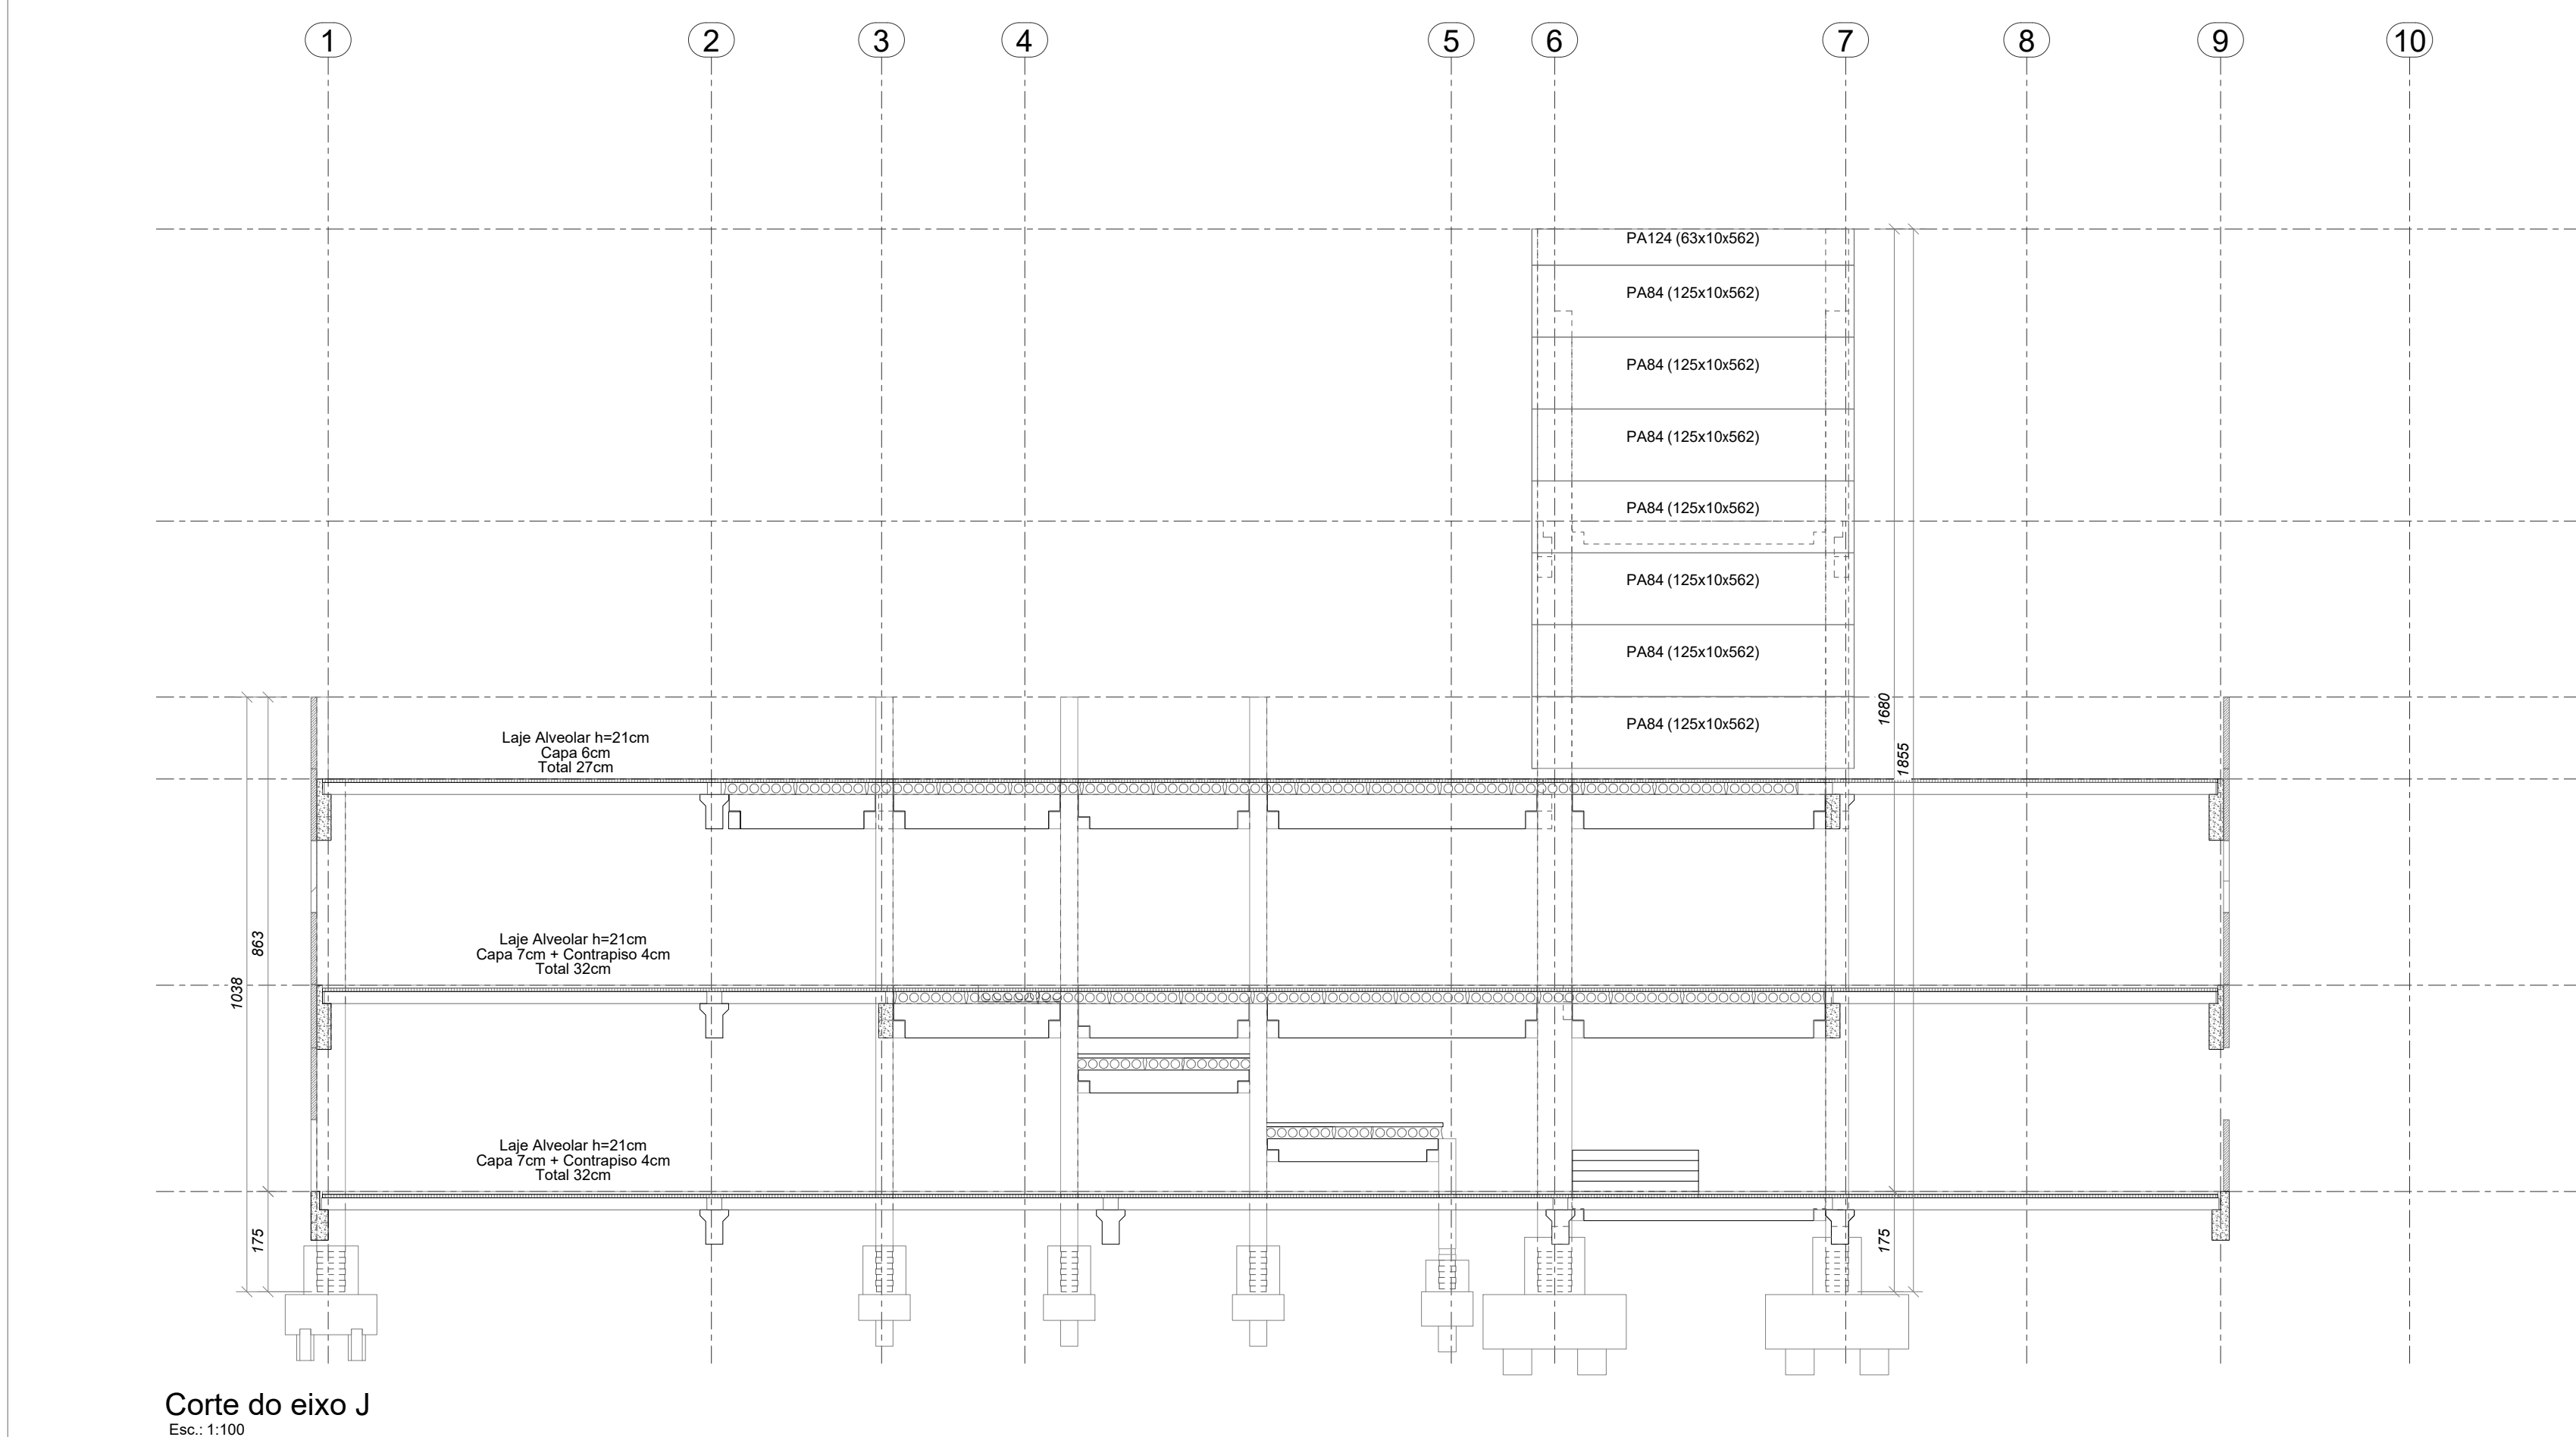 1 2 3 4 5 6 7 8 9 10
PA124 (63x10x562)
PA84 (125x10x562)
PA84 (125x10x562)
PA84 (125x10x562)
PA84 (125x10x562)
PA84 (125x10x562)
PA84 (125x10x562)
PA84 (125x10x562)
1680
1855
Laje Alveolar h=21cm
Capa 6cm
Total 27cm
863
1038
Laje Alveolar h=21cm
Capa 7cm + Contrapiso 4cm
Total 32cm
Laje Alveolar h=21cm
Capa 7cm + Contrapiso 4cm
Total 32cm
175
175
Corte do eixo J
Esc.: 1:100